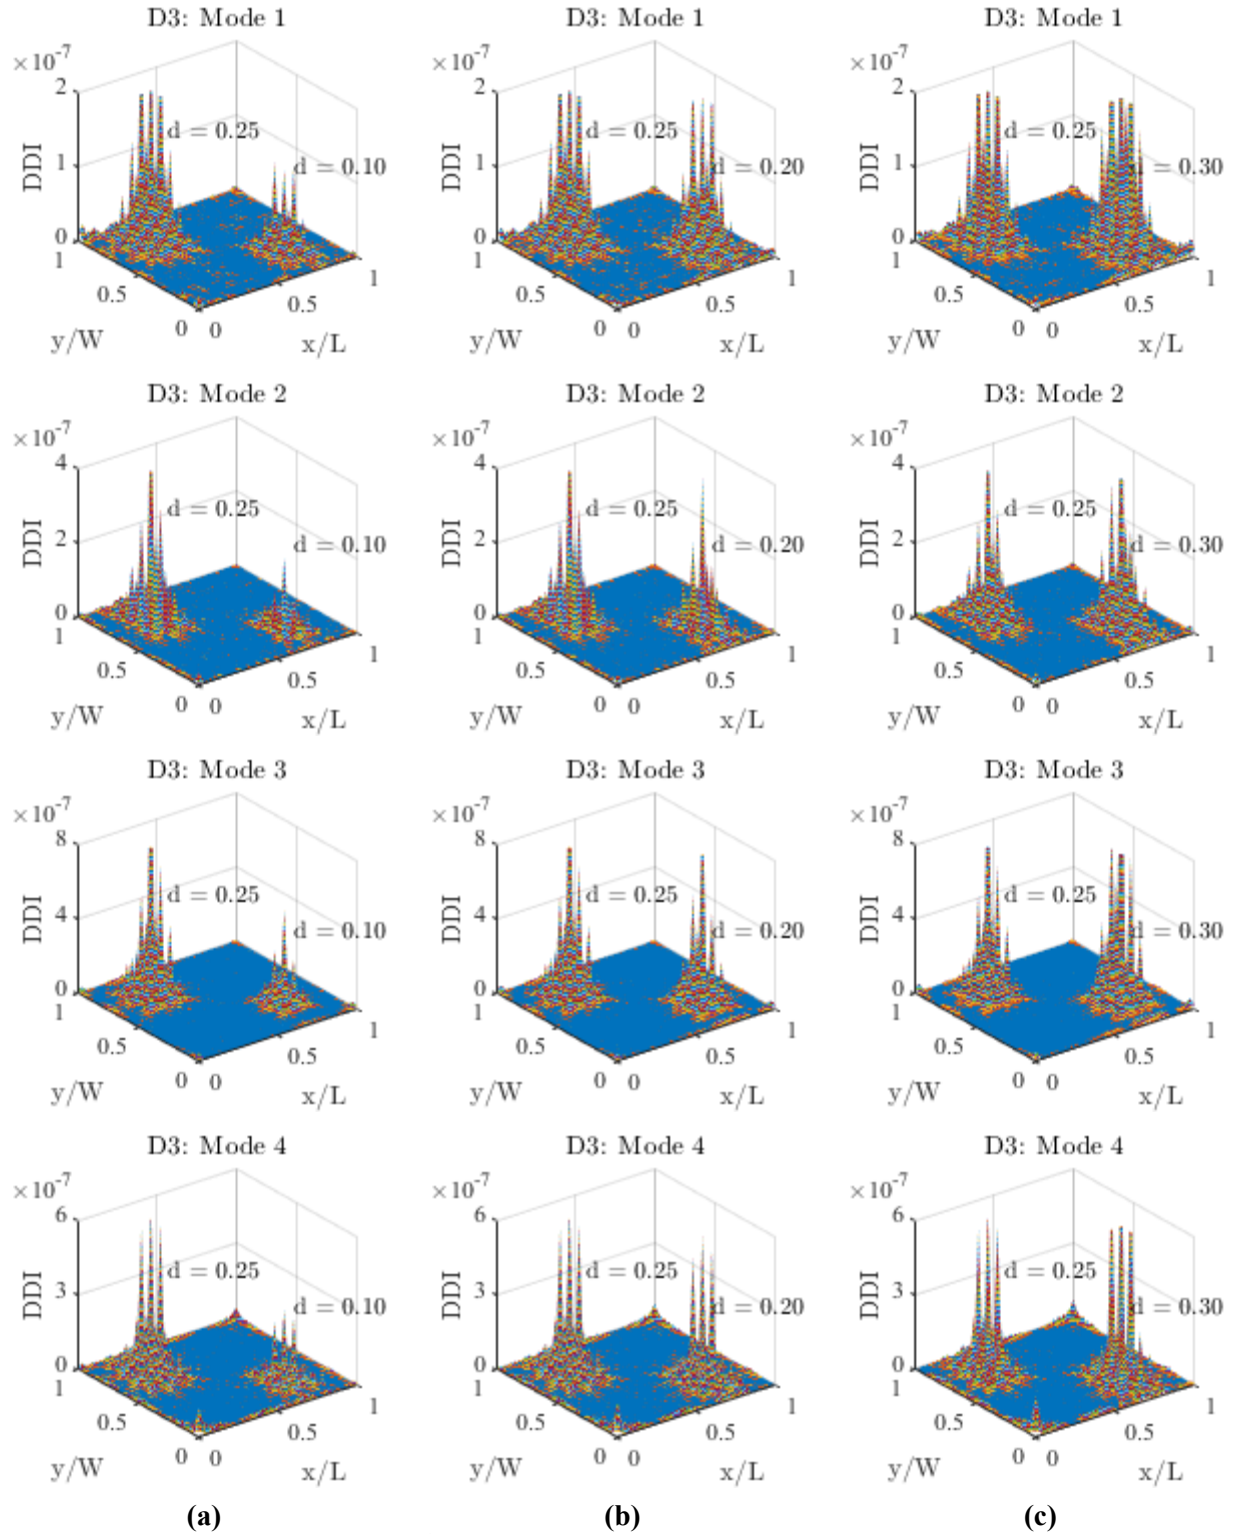 D3: Mode 1
×10-7
2
1
0
DDI
d = 0.25
d = 0.10
1
0.5
0
y/W
0
0.5
1
x/L
D3: Mode 1
×10-7
2
1
0
DDI
d = 0.25
d = 0.20
1
0.5
0
y/W
0
0.5
1
x/L
D3: Mode 1
×10-7
2
1
0
DDI
d = 0.25
d = 0.30
1
0.5
0
y/W
0
0.5
1
x/L
D3: Mode 2
×10-7
4
2
0
DDI
d = 0.25
d = 0.10
1
0.5
0
y/W
0
0.5
1
x/L
D3: Mode 2
×10-7
4
2
0
DDI
d = 0.25
d = 0.20
1
0.5
0
y/W
0
0.5
1
x/L
D3: Mode 2
×10-7
4
2
0
DDI
d = 0.25
d = 0.30
1
0.5
0
y/W
0
0.5
1
x/L
D3: Mode 3
×10-7
8
4
0
DDI
d = 0.25
d = 0.10
1
0.5
0
y/W
0
0.5
1
x/L
D3: Mode 3
×10-7
8
4
0
DDI
d = 0.25
d = 0.20
1
0.5
0
y/W
0
0.5
1
x/L
D3: Mode 3
×10-7
8
4
0
DDI
d = 0.25
d = 0.30
1
0.5
0
y/W
0
0.5
1
x/L
D3: Mode 4
×10-7
6
3
0
DDI
d = 0.25
d = 0.10
1
0.5
0
y/W
0
0.5
1
x/L
D3: Mode 4
×10-7
6
3
0
DDI
d = 0.25
d = 0.20
1
0.5
0
y/W
0
0.5
1
x/L
D3: Mode 4
×10-7
6
3
0
DDI
d = 0.25
d = 0.30
1
0.5
0
y/W
0
0.5
1
x/L
(a)
(b)
(c)